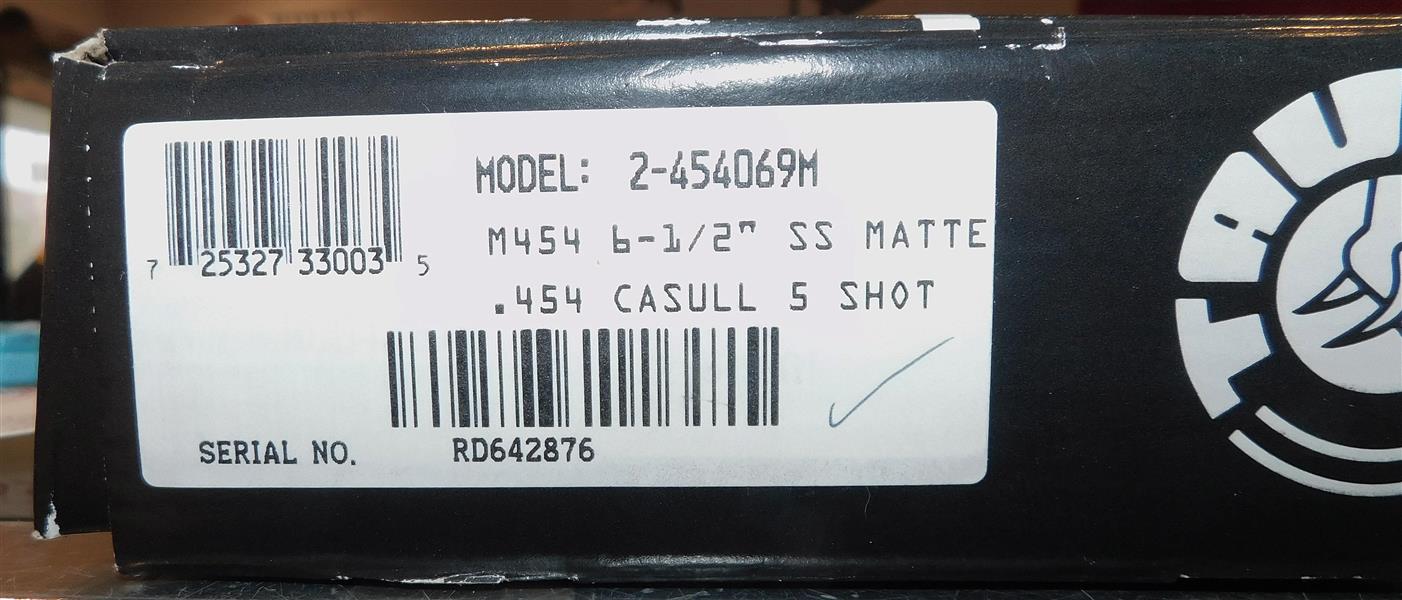 MODEL: 2-454069M
M454 6-1/2" SS MATTE
.454 CASULL 5 SHOT
7 25327 33003 5
SERIAL NO. RD642876
TAU